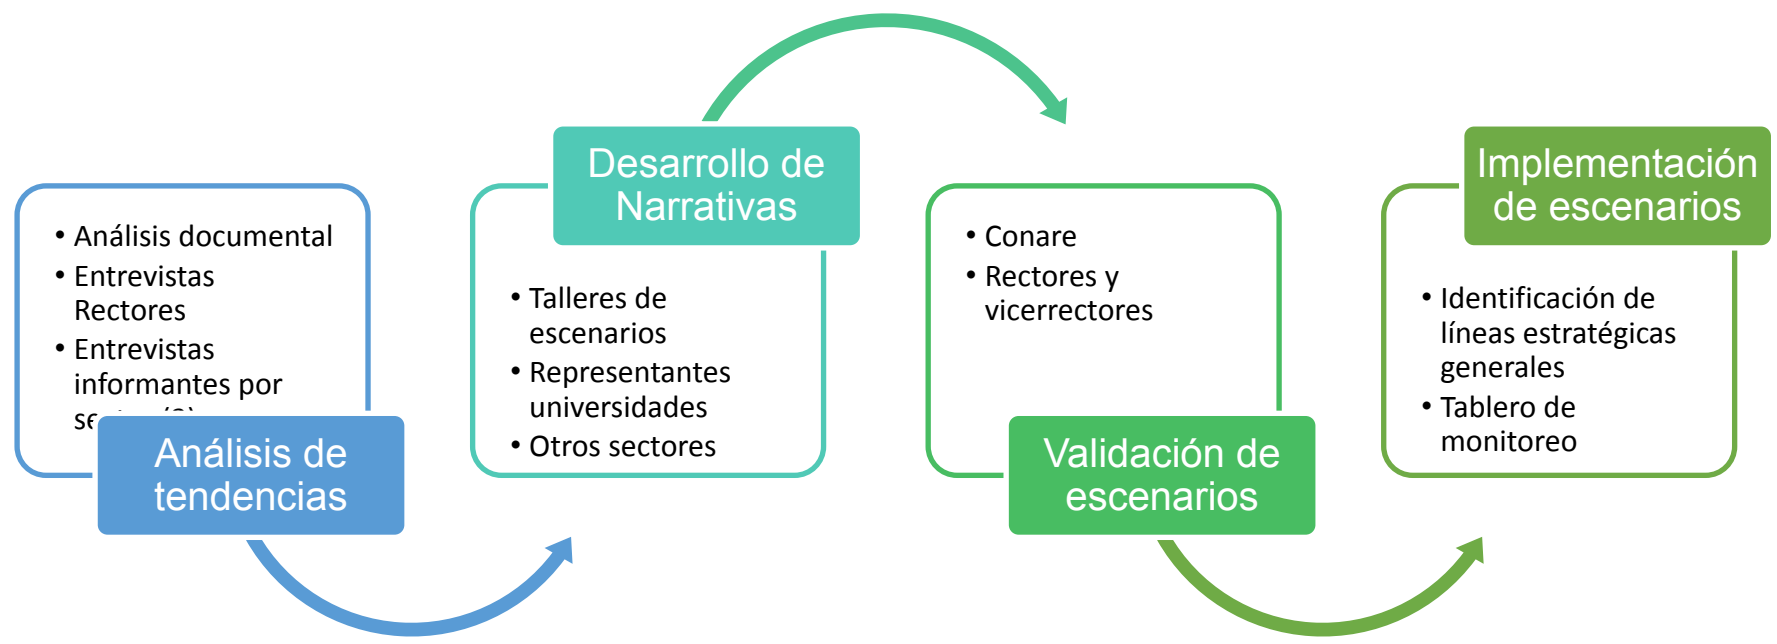 • Análisis documental
• Entrevistas
Rectores
• Entrevistas
informantes por
Análisis de
tendencias
Desarrollo de
Narrativas
• Talleres de
escenarios
• Representantes
universidades
• Otros sectores
• Conare
• Rectores y
vicerrectores
Validación de
escenarios
Implementación
de escenarios
• Identificación de
líneas estratégicas
generales
• Tablero de
monitoreo